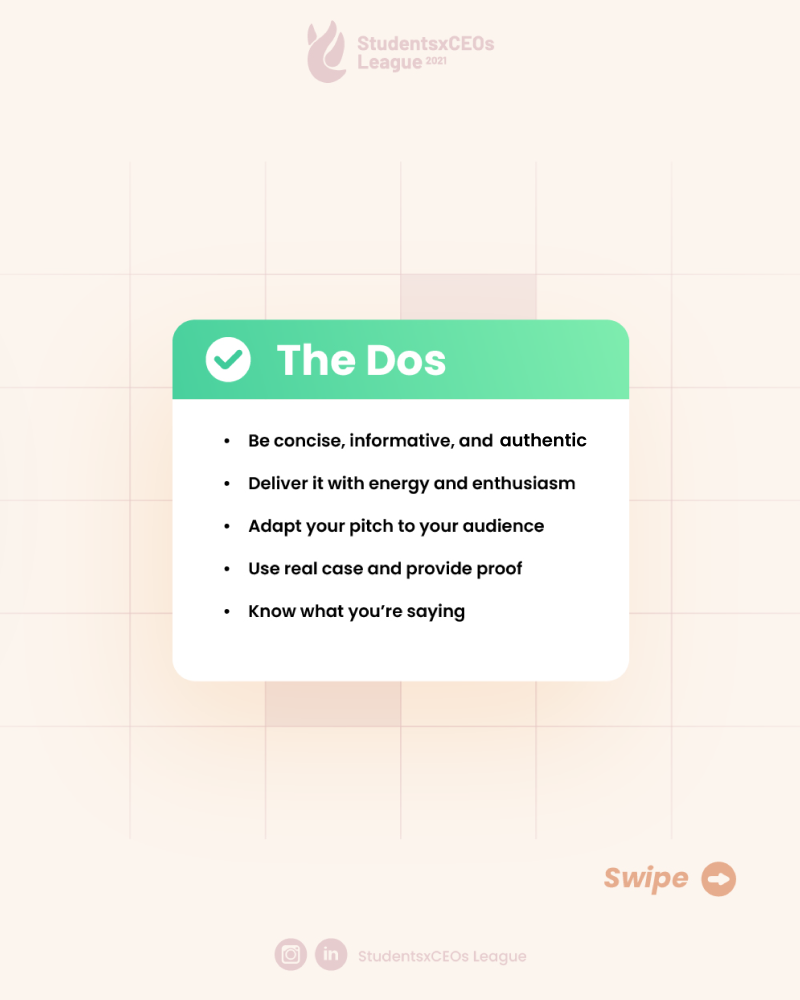 StudentsxCEOs
League 2021
The Dos
• Be concise, informative, and authentic
• Deliver it with energy and enthusiasm
• Adapt your pitch to your audience
• Use real case and provide proof
• Know what you’re saying
Swipe
in StudentsxCEOs League